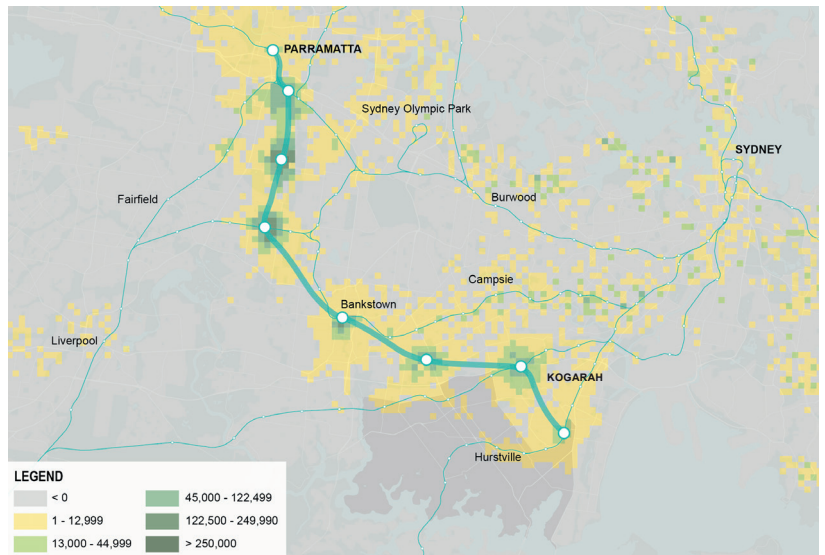 PARRAMATTA
Sydney Olympic Park
SYDNEY
Fairfield
Burwood
Campsie
Bankstown
Liverpool
KOGARAH
Hurstville
LEGEND
< 0
1 - 12,999
13,000 - 44,999
45,000 - 122,499
122,500 - 249,990
> 250,000